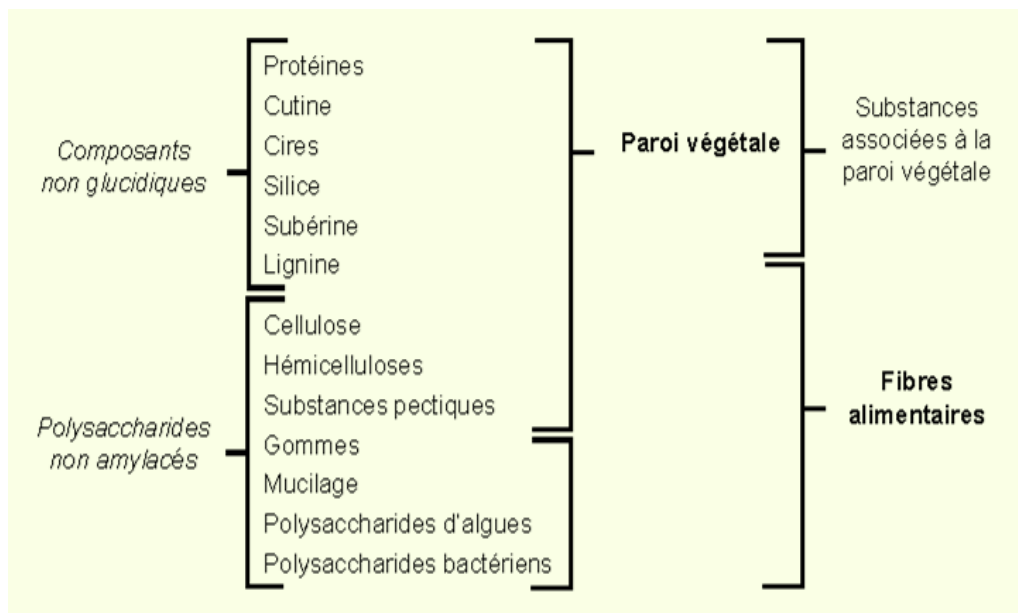 Composants
non glucidiques
Protéines
Cutine
Cires
Silice
Subérine
Lignine
Polysaccharides
non amylacés
Cellulose
Hémicelluloses
Substances pectiques
Gommes
Mucilage
Polysaccharides d'algues
Polysaccharides bactériens
Paroi végétale
Substances
associées à la
paroi végétale
Fibres
alimentaires